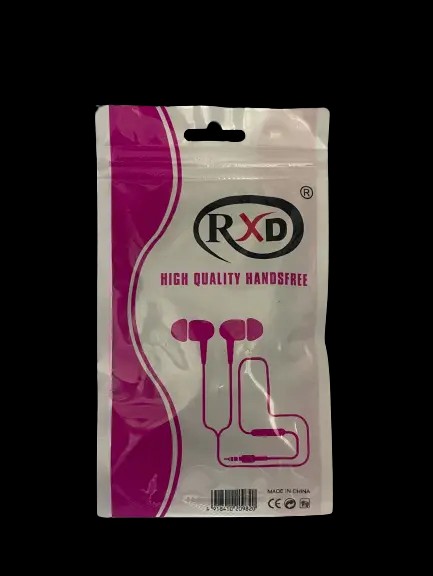 ®
RXD
HIGH QUALITY HANDSFREE
MADE IN CHINA
CE